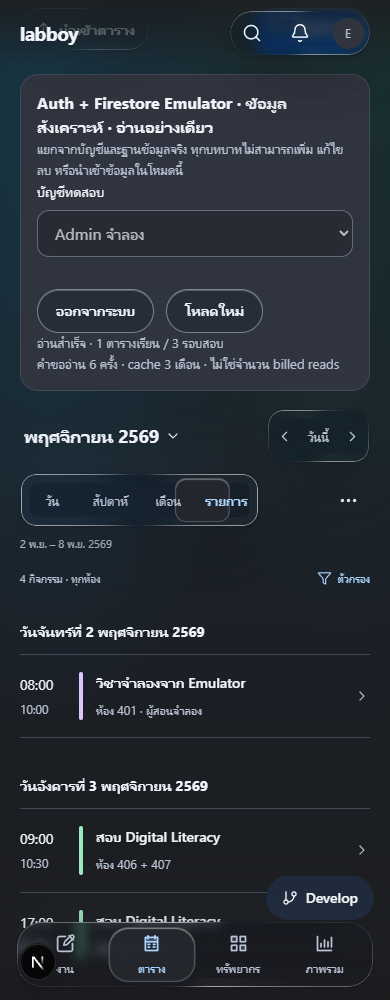 labboy
E
Auth + Firestore Emulator · ข้อมูล
สังเคราะห์ · อ่านอย่างเดียว
แยกจากบัญชีและฐานข้อมูลจริง ทุกบทบาทไม่สามารถเพิ่ม แก้ไข
ลบ หรือนำเข้าข้อมูลในโหมดนี้
บัญชีทดสอบ
Admin จำลอง
ออกจากระบบ
โหลดใหม่
อ่านสำเร็จ · 1 ตารางเรียน / 3 รอบสอบ
คำขออ่าน 6 ครั้ง · cache 3 เดือน · ไม่ใช่จำนวน billed reads
พฤศจิกายน 2569
วันนี้
วัน สัปดาห์ เดือน รายการ
2 พ.ย. – 8 พ.ย. 2569
4 กิจกรรม · ทุกห้อง
ตัวกรอง
วันจันทร์ที่ 2 พฤศจิกายน 2569
08:00 วิชาจำลองจาก Emulator
10:00 ห้อง 401 · ผู้สอนจำลอง
วันอังคารที่ 3 พฤศจิกายน 2569
09:00 สอบ Digital Literacy
10:30 ห้อง 406 + 407
Develop
17:00 สอบ Digital Literacy
N
งาน ตาราง ทรัพยากร ภาพรวม